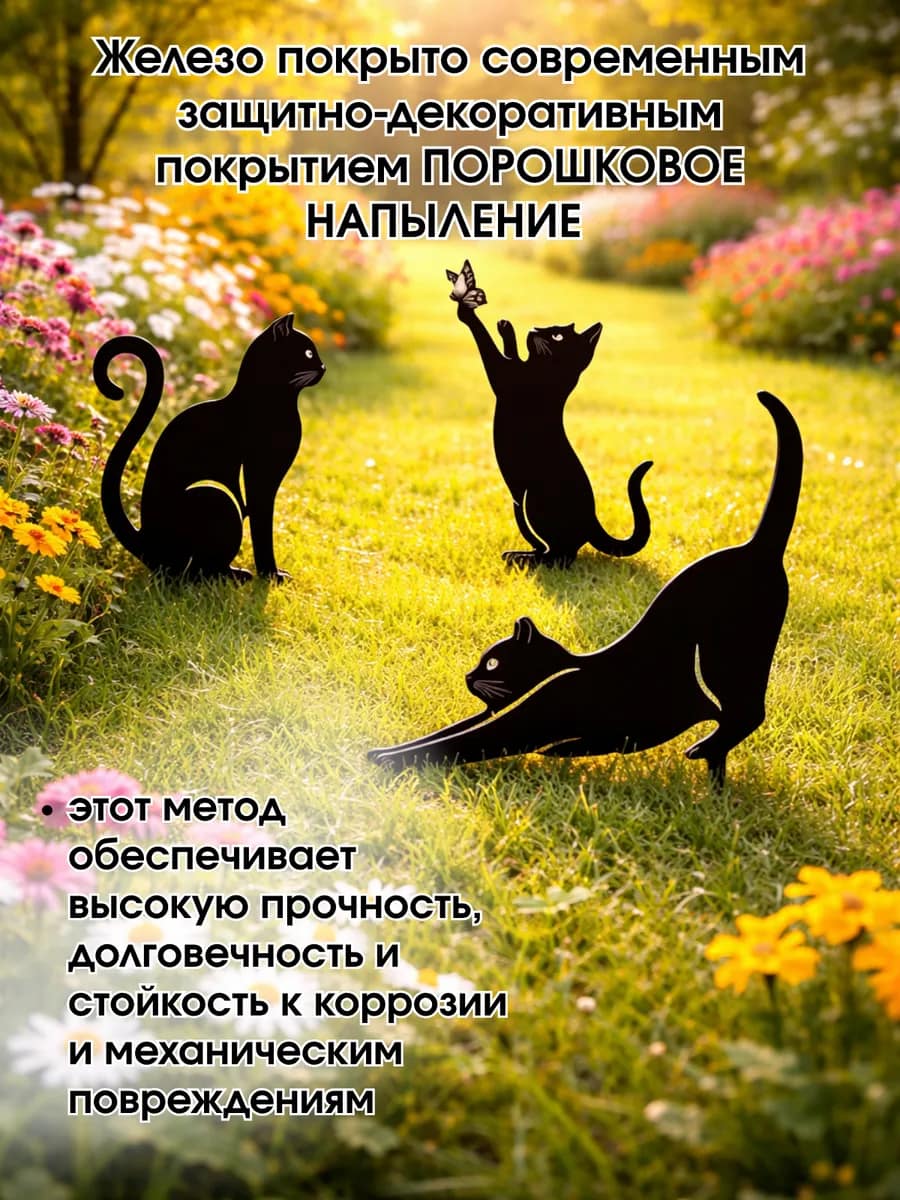 Железо покрыто современным
защитно-декоративным
покрытием ПОРОШКОВОЕ
НАПЫЛЕНИЕ
• этот метод
обеспечивает
высокую прочность,
долговечность и
стойкость к коррозии
и механическим
повреждениям